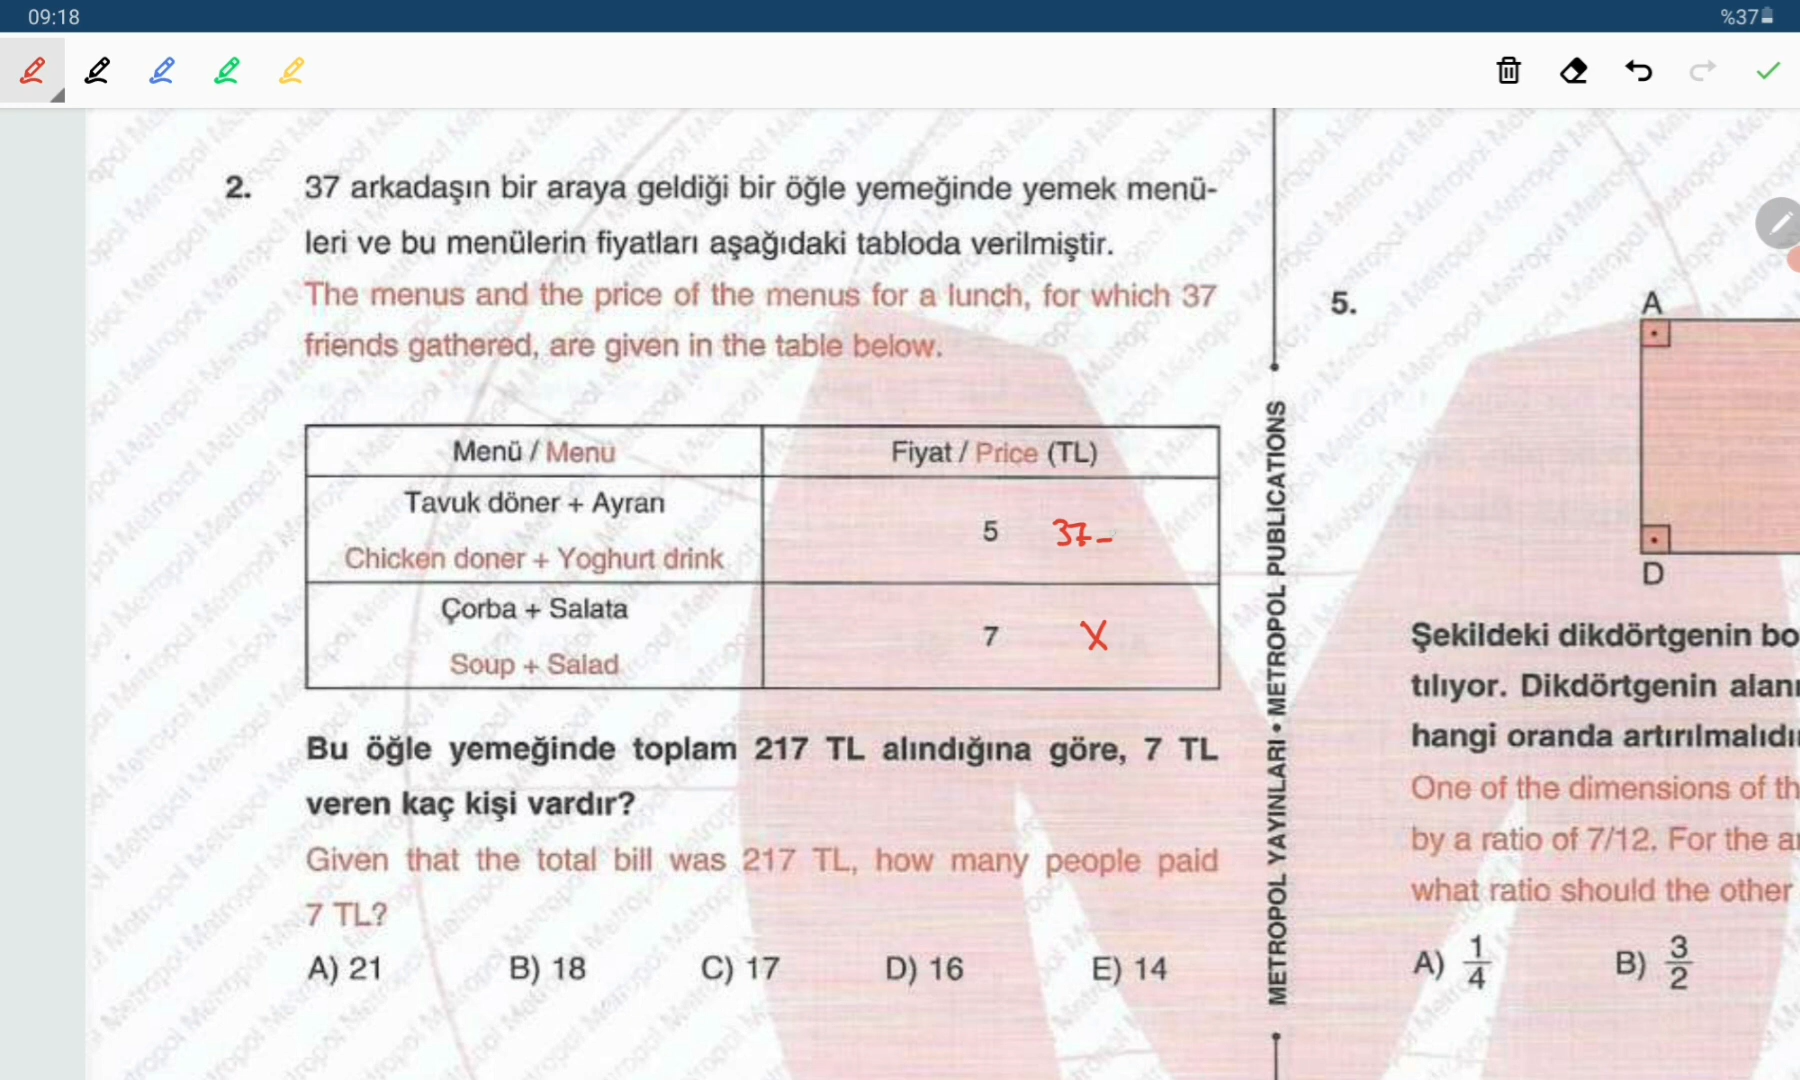 09:18
%37
2. 37 arkadaşın bir araya geldiği bir öğle yemeğinde yemek menü-
leri ve bu menülerin fiyatları aşağıdaki tabloda verilmiştir.
The menus and the price of the menus for a lunch, for which 37
friends gathered, are given in the table below.
Menü / Menu
Fiyat / Price (TL)
Tavuk döner + Ayran
Chicken doner + Yoghurt drink
5 37-
Çorba + Salata
Soup + Salad
7 X
Bu öğle yemeğinde toplam 217 TL alındığına göre, 7 TL
veren kaç kişi vardır?
Given that the total bill was 217 TL, how many people paid
7 TL?
A) 21 B) 18 C) 17 D) 16 E) 14
METROPOL YAYINLARI • METROPOL PUBLICATIONS
5.
A
D
Şekildeki dikdörtgenin bo
tılıyor. Dikdörtgenin alanı
hangi oranda artırılmalıdı
One of the dimensions of th
by a ratio of 7/12. For the a
what ratio should the other
A) 1/4 B) 3/2